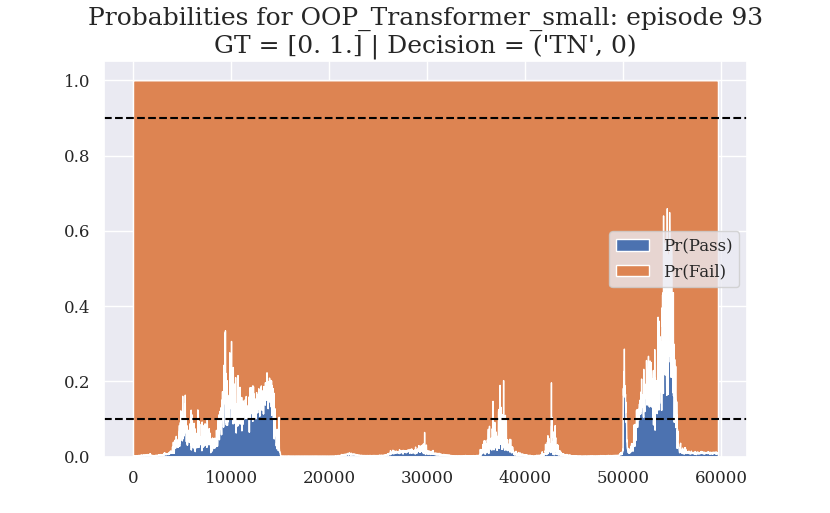 Probabilities for OOP_Transformer_small: episode 93
GT = [0. 1.] | Decision = ('TN', 0)
1.0
0.8
0.6
0.4
0.2
0.0
Pr(Pass)
Pr(Fail)
0 10000 20000 30000 40000 50000 60000